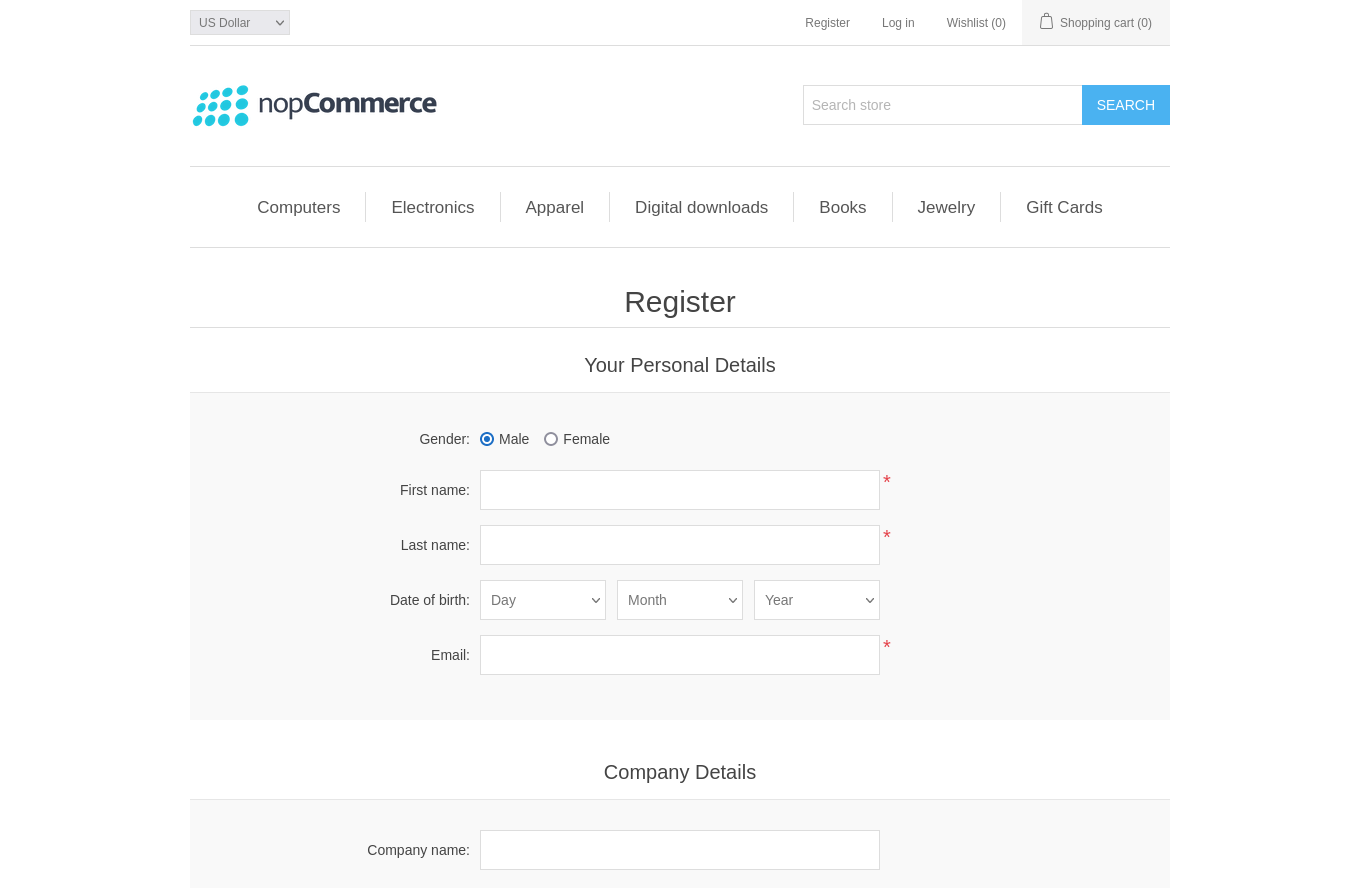 US Dollar Register Log in Wishlist (0) Shopping cart (0)
nopCommerce Search store SEARCH
Computers Electronics Apparel Digital downloads Books Jewelry Gift Cards
Register
Your Personal Details
Gender: Male Female
First name: *
Last name: *
Date of birth: Day Month Year
Email: *
Company Details
Company name: